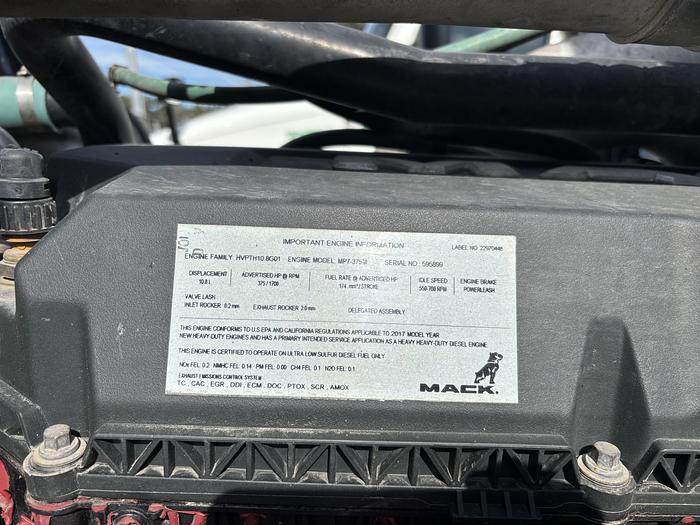 IMPORTANT ENGINE INFORMATION
LABEL NO. 22970448
ENGINE FAMILY: HVPTH10.8G01 ENGINE MODEL: MP7-375M SERIAL NO: 595899
DISPLACEMENT ADVERTISED HP @ RPM FUEL RATE @ ADVERTISED HP IDLE SPEED ENGINE BRAKE
10.8 L 375 / 1700 174 mm³ / STROKE 550-700 RPM POWERLEASH
VALVE LASH
INLET ROCKER 0.2 mm EXHAUST ROCKER 2.0 mm DELEGATED ASSEMBLY
THIS ENGINE CONFORMS TO U.S EPA AND CALIFORNIA REGULATIONS APPLICABLE TO 2017 MODEL YEAR
NEW HEAVY-DUTY ENGINES AND HAS A PRIMARY INTENDED SERVICE APPLICATION AS A HEAVY HEAVY-DUTY DIESEL ENGINE.
THIS ENGINE IS CERTIFIED TO OPERATE ON ULTRA LOW SULFUR DIESEL FUEL ONLY
NOx FEL: 0.2 NMHC FEL: 0.14 PM FEL: 0.00 CH4 FEL: 0.1 N2O FEL: 0.1
EXHAUST EMISSIONS CONTROL SYSTEM
TC , CAC , EGR , DDI , ECM , DOC , PTOX , SCR , AMOX
MACK.